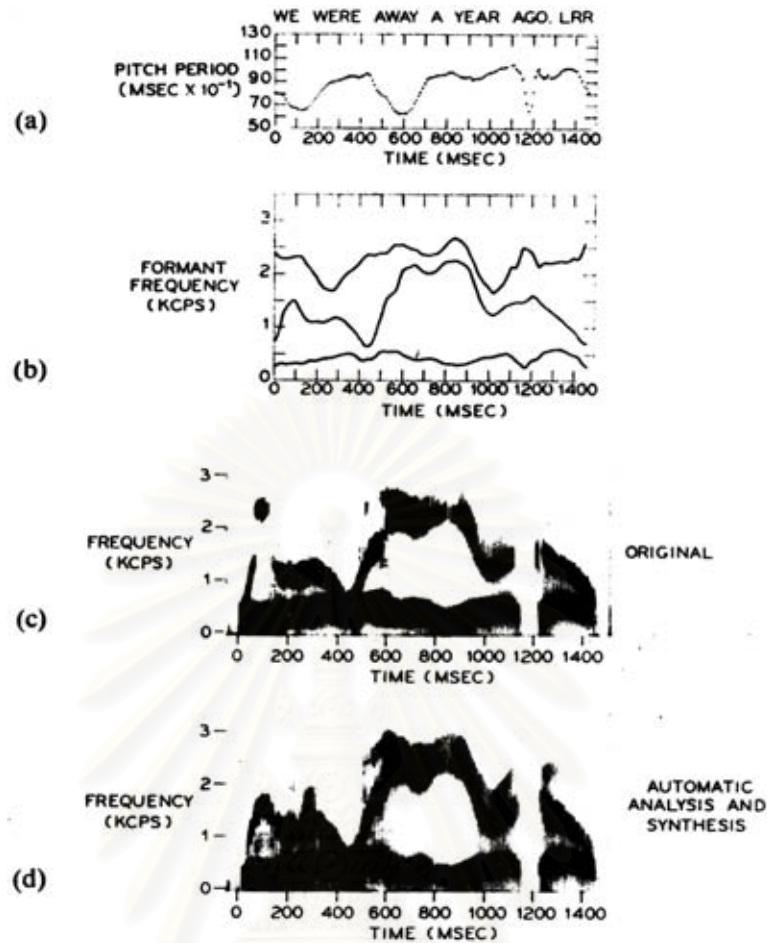 WE WERE AWAY A YEAR AGO. LRR
130
110
PITCH PERIOD
(MSEC X 10⁻¹)
90
70
50
(a)
0 200 400 600 800 1000 1200 1400
TIME (MSEC)
3
FORMANT
FREQUENCY
(KCPS)
2
1
0
(b)
0 200 400 600 800 1000 1200 1400
TIME (MSEC)
3
2
FREQUENCY
(KCPS)
ORIGINAL
1
0
(c)
0 200 400 600 800 1000 1200 1400
TIME (MSEC)
3
2
FREQUENCY
(KCPS)
AUTOMATIC
ANALYSIS AND
SYNTHESIS
1
0
(d)
0 200 400 600 800 1000 1200 1400
TIME (MSEC)